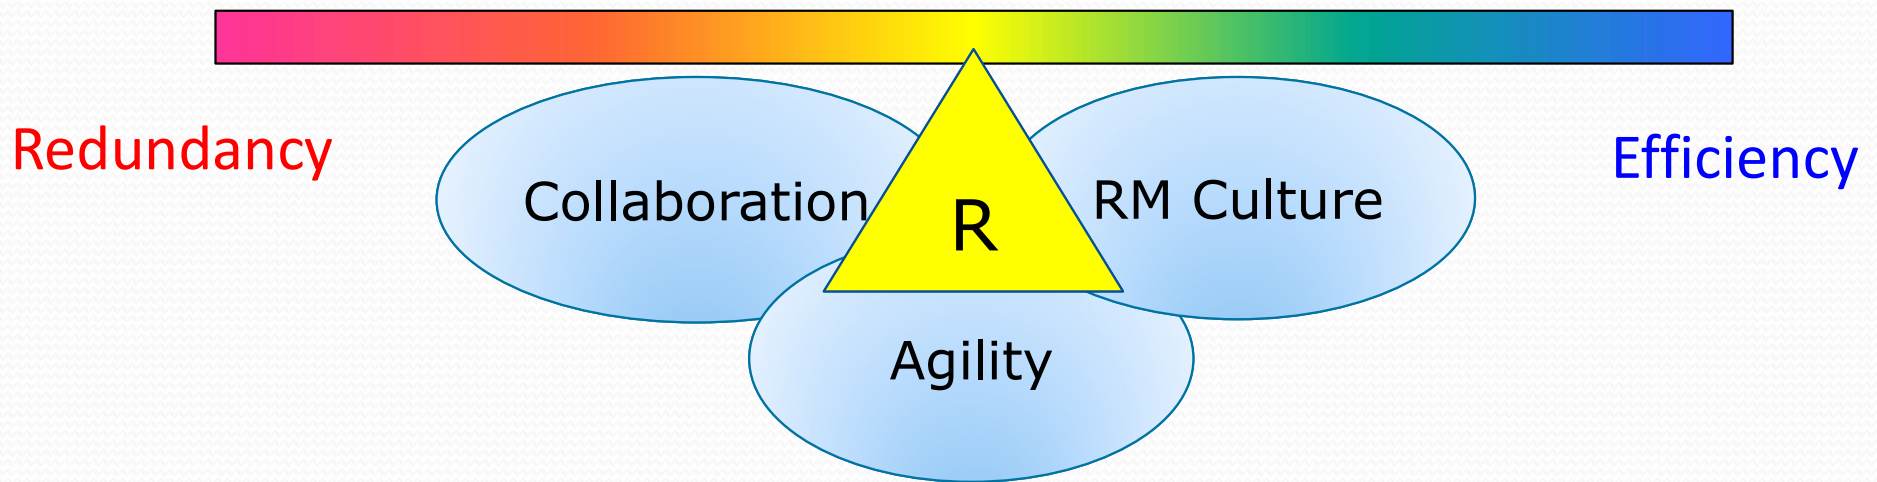 Redundancy
Efficiency
Collaboration
R
RM Culture
Agility